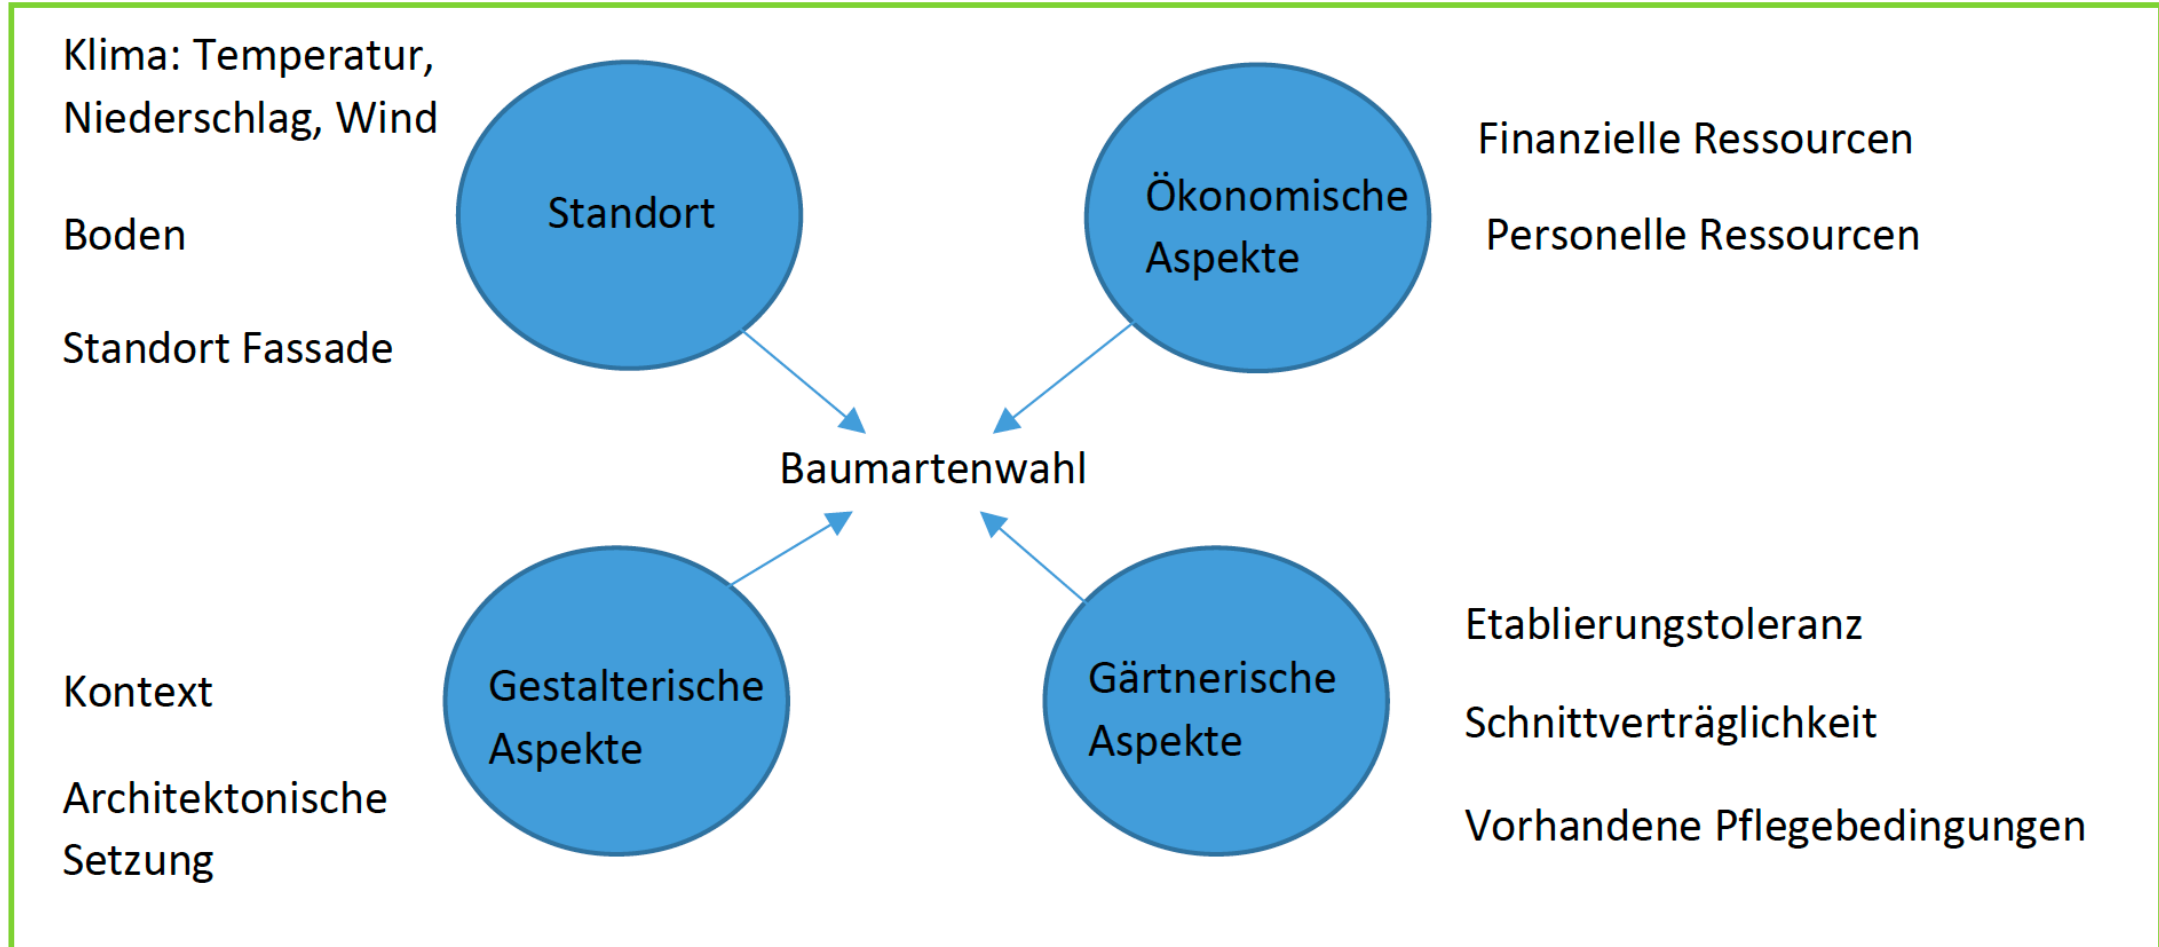 Klima: Temperatur,
Niederschlag, Wind
Boden
Standort Fassade
Standort
Ökonomische
Aspekte
Finanzielle Ressourcen
Personelle Ressourcen
Baumartenwahl
Kontext
Architektonische
Setzung
Gestalterische
Aspekte
Gärtnerische
Aspekte
Etablierungstoleranz
Schnittverträglichkeit
Vorhandene Pflegebedingungen